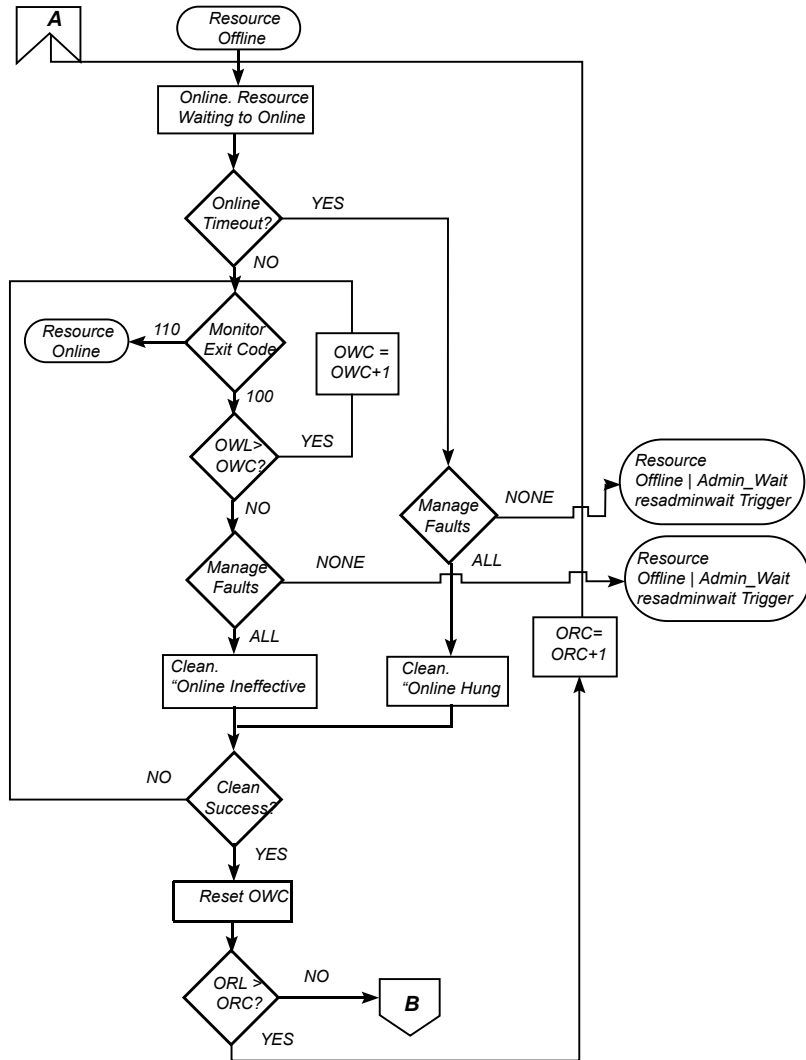 A
Resource
Offline
Online. Resource
Waiting to Online
Online
Timeout?
YES
NO
Resource
Online
110
Monitor
Exit Code
OWC =
OWC+1
100
OWL>
OWC?
YES
NO
Manage
Faults
NONE
Resource
Offline | Admin_Wait
resadminwait Trigger
ALL
Manage
Faults
NONE
Resource
Offline | Admin_Wait
resadminwait Trigger
ALL
ORC=
ORC+1
Clean.
“Online Ineffective
Clean.
“Online Hung
NO
Clean
Success?
YES
Reset OWC
ORL >
ORC?
NO
B
YES